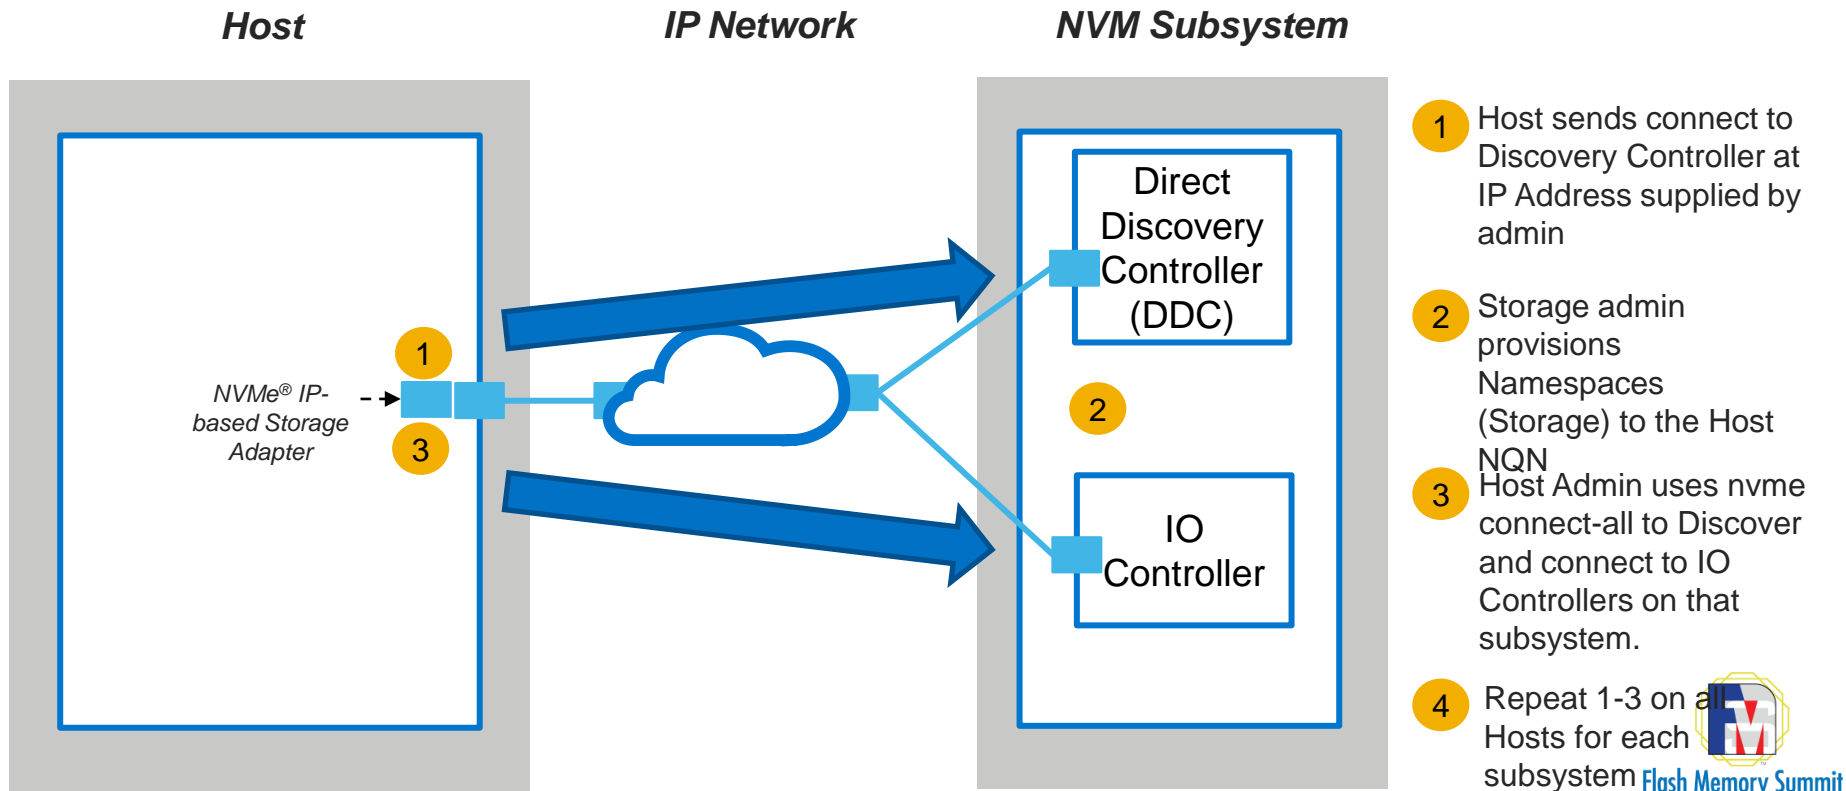 Host
IP Network
NVM Subsystem
NVMe® IP-
based Storage
Adapter
1
3
2
Direct
Discovery
Controller
(DDC)
IO
Controller
1
Host sends connect to
Discovery Controller at
IP Address supplied by
admin
2
Storage admin
provisions
Namespaces
(Storage) to the Host
NQN
3
Host Admin uses nvme
connect-all to Discover
and connect to IO
Controllers on that
subsystem.
4
Repeat 1-3 on all
Hosts for each
subsystem
Flash Memory Summit